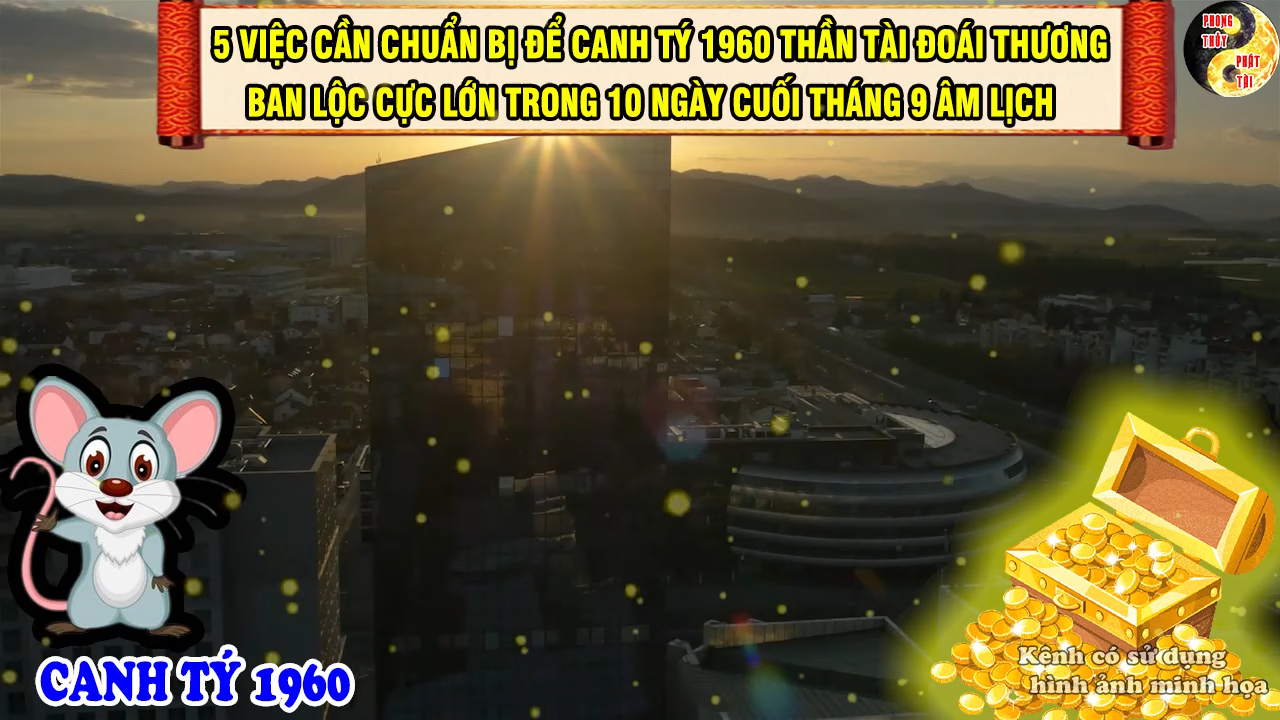 5 VIỆC CẦN CHUẨN BỊ ĐỂ CANH TÝ 1960 THẦN TÀI ĐOÁI THƯƠNG
BAN LỘC CỰC LỚN TRONG 10 NGÀY CUỐI THÁNG 9 ÂM LỊCH
PHONG
THỦY
PHÁT
TÀI
CANH TÝ 1960
Kênh có sử dụng
hình ảnh minh họa